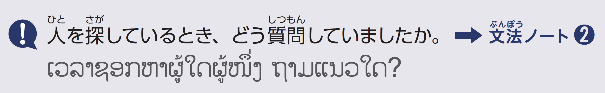 ! 人を探しているとき、どう質問していましたか。 ➡ 文法ノート 2
ເວລາຊອກຫາຜູ້ໃດຜູ້ໜຶ່ງ ຖາມແນວໃດ?